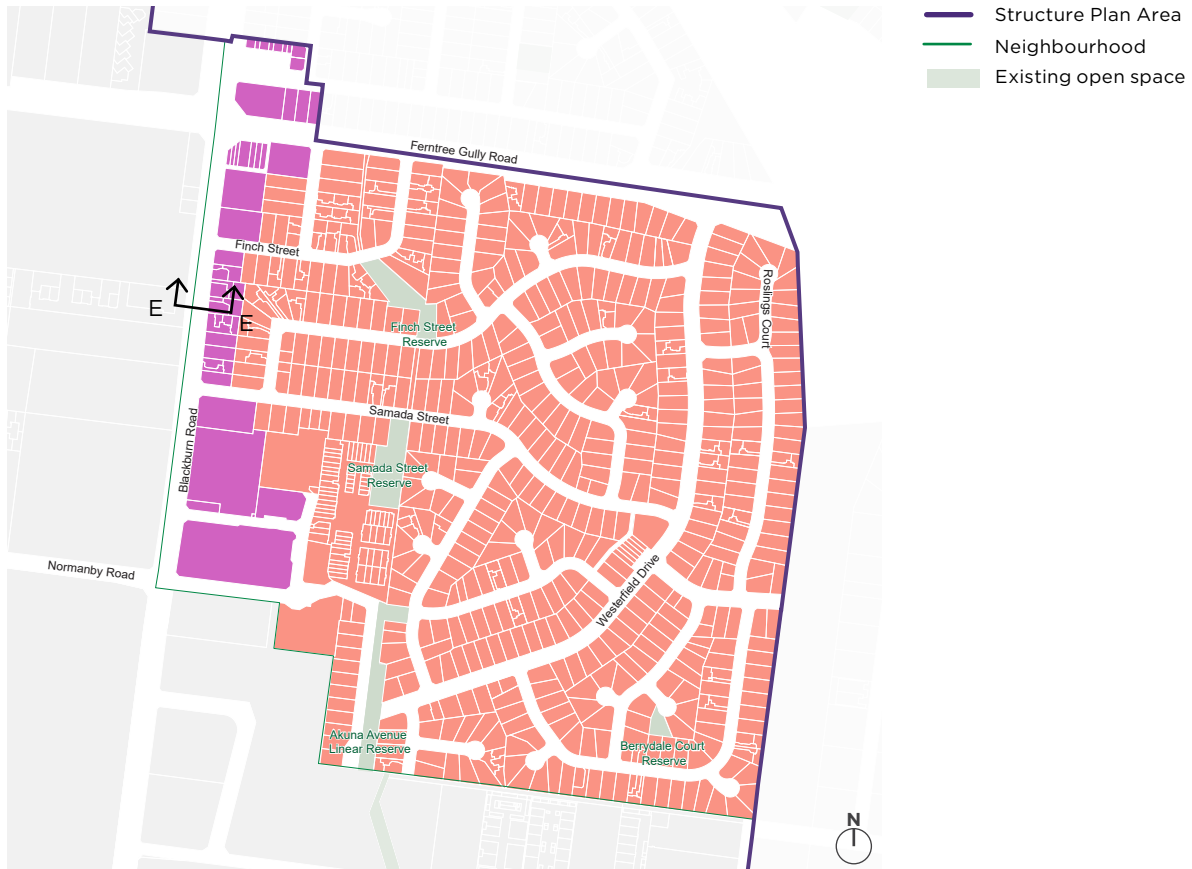 Structure Plan Area
Neighbourhood
Existing open space
Ferntree Gully Road
Finch Street
Roslings Court
E
E
Finch Street
Reserve
Samada Street
Blackburn Road
Samada Street
Reserve
Normanby Road
Westerfield Drive
Akuna Avenue
Linear Reserve
Berrydale Court
Reserve
N